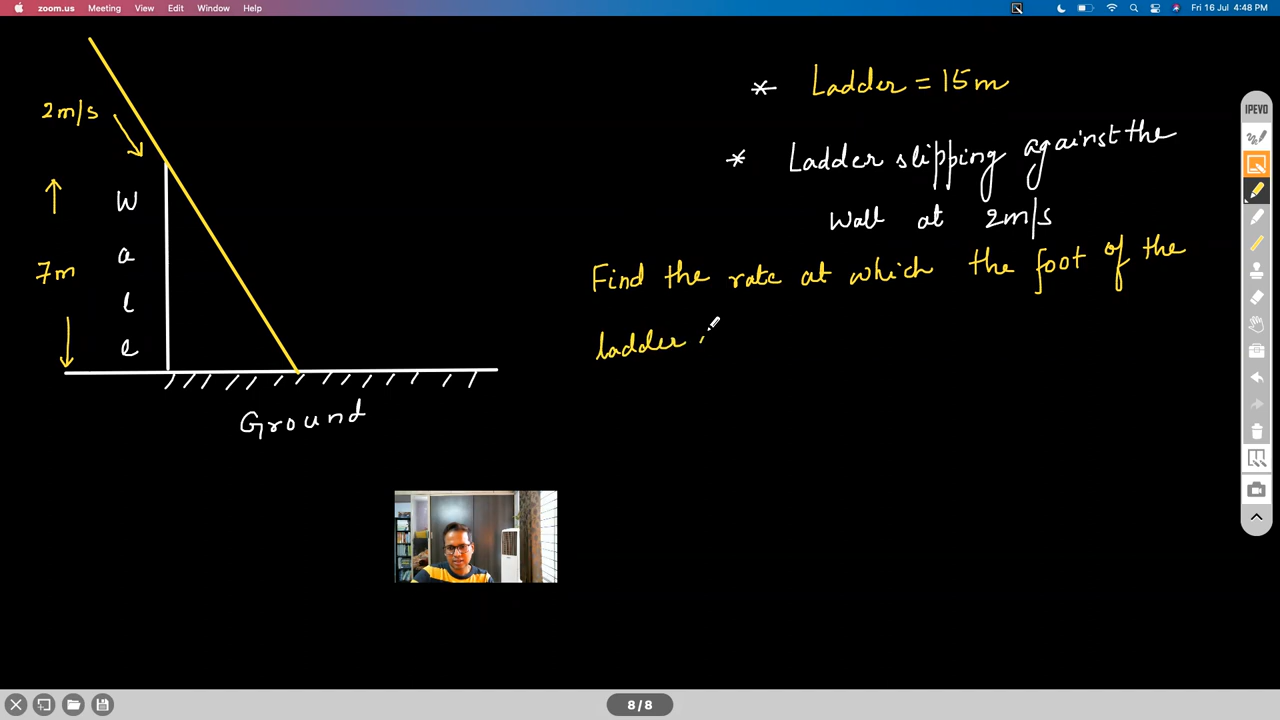 zoom.us Meeting View Edit Window Help
Fri 16 Jul 4:48 PM
Ladder = 15m
2m/s
* Ladder slipping against the
Wall at 2m/s
7m
W
a
l
l
Find the rate at which the foot of the
ladder
Ground
IPEVO
8/8